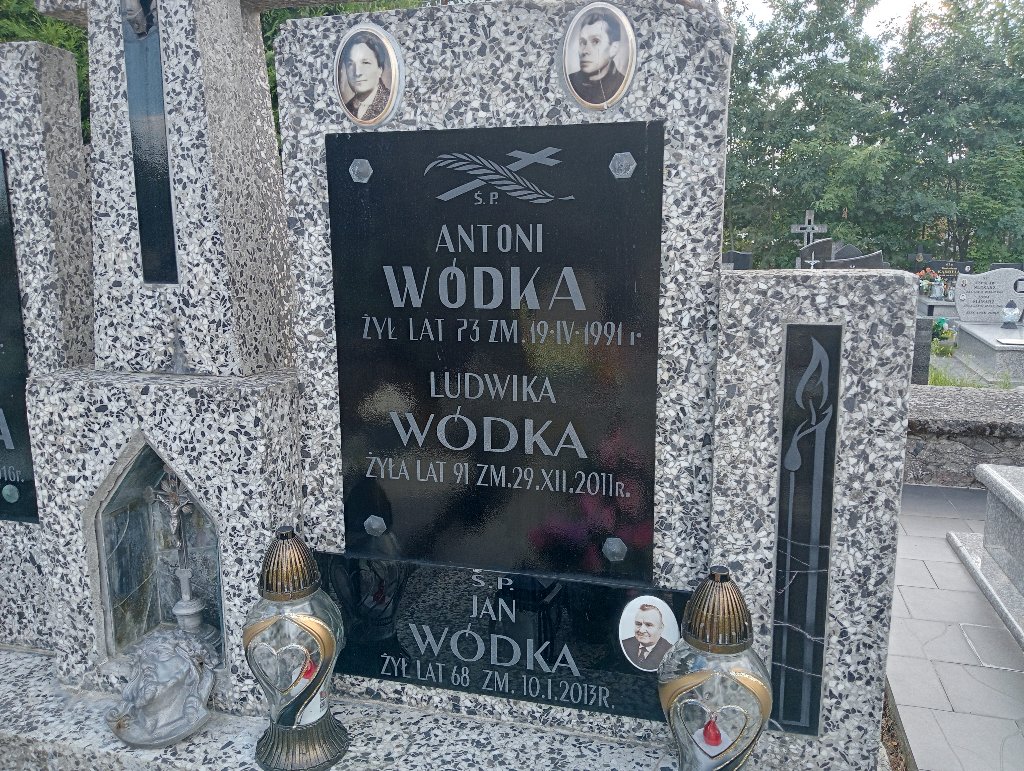 Ś.P.
ANTONI
WÓDKA
ŻYŁ LAT 73 ZM. 19·IV·1991 r·
LUDWIKA
WÓDKA
ŻYŁA LAT 91 ZM. 29.XII.2011R.
Ś.P.
JAN
WÓDKA
ŻYŁ LAT 68 ZM. 10.I.2013R.